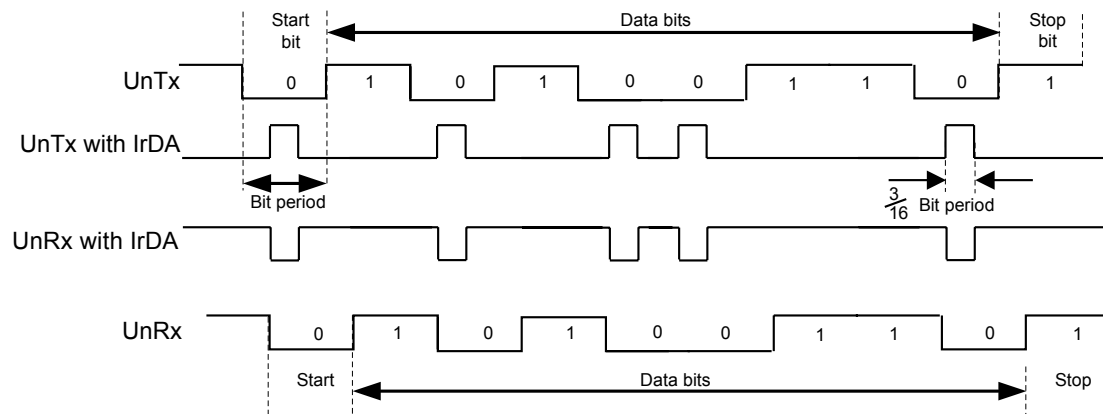 Start
bit
Data bits
Stop
bit
UnTx
0 1 0 1 0 0 1 1 0 1
UnTx with IrDA
Bit period
3/16 Bit period
UnRx with IrDA
UnRx
0 1 0 1 0 0 1 1 0 1
Start
Data bits
Stop